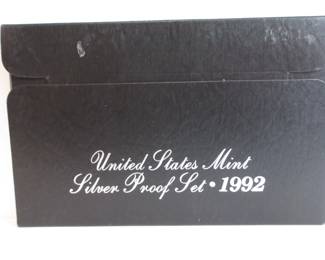 United States Mint
Silver Proof Set • 1992